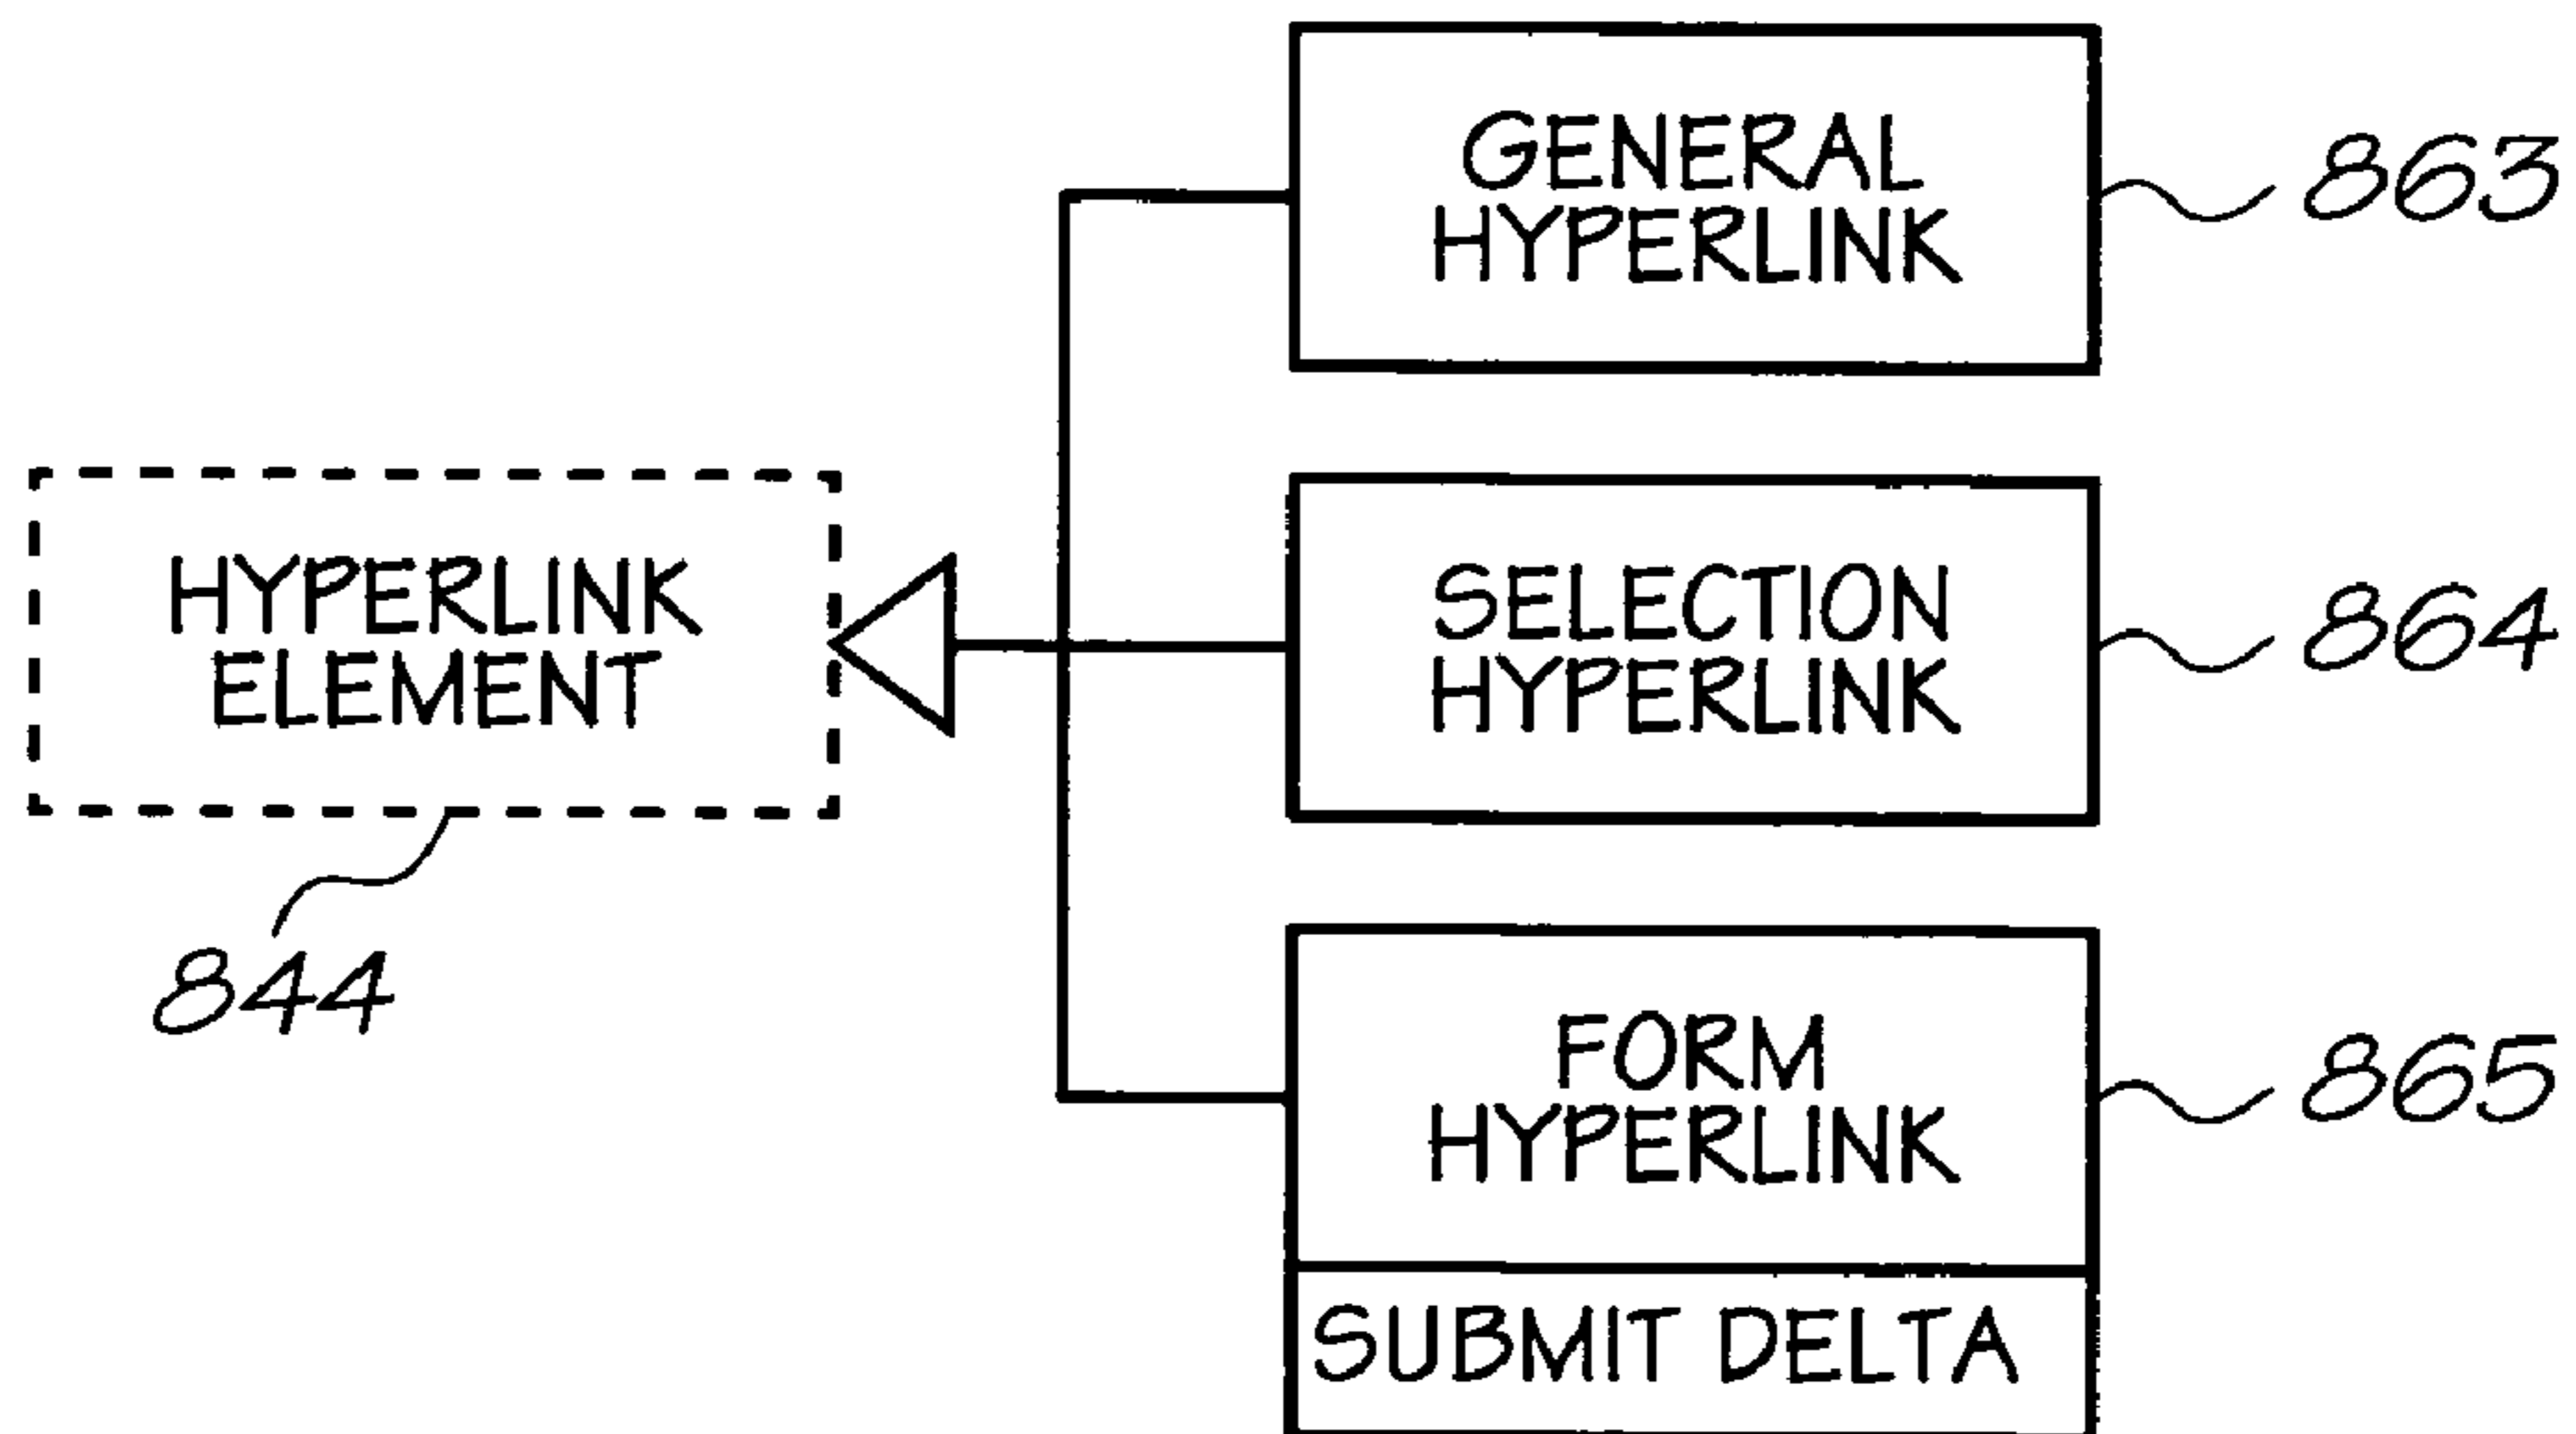 GENERAL
HYPERLINK
863
HYPERLINK
ELEMENT
844
SELECTION
HYPERLINK
864
FORM
HYPERLINK
865
SUBMIT DELTA